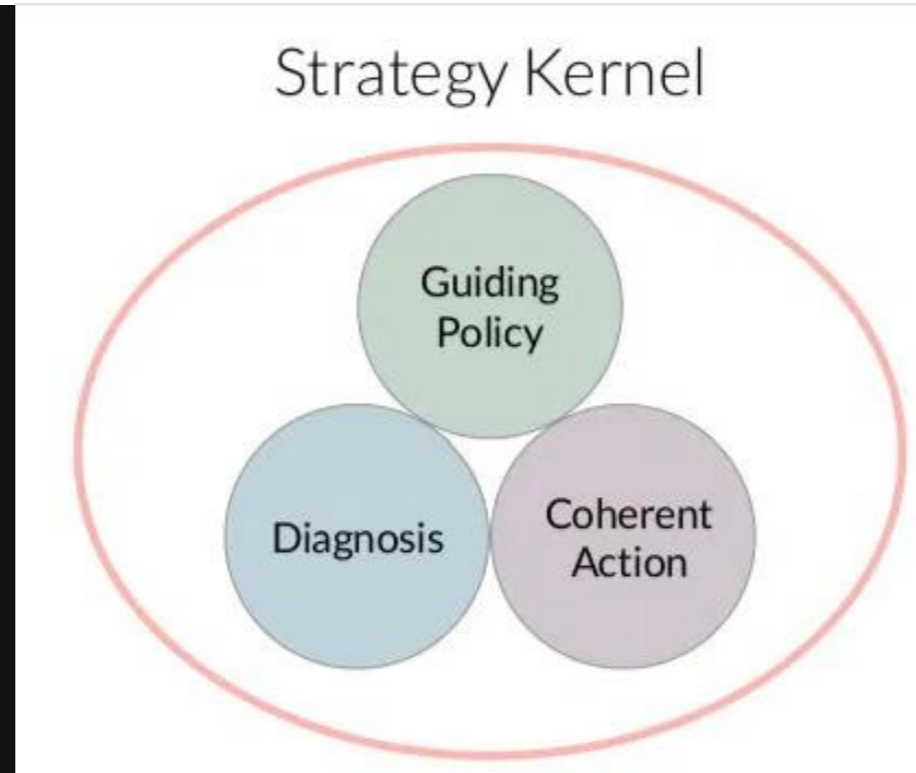 Strategy Kernel
Guiding
Policy
Diagnosis
Coherent
Action